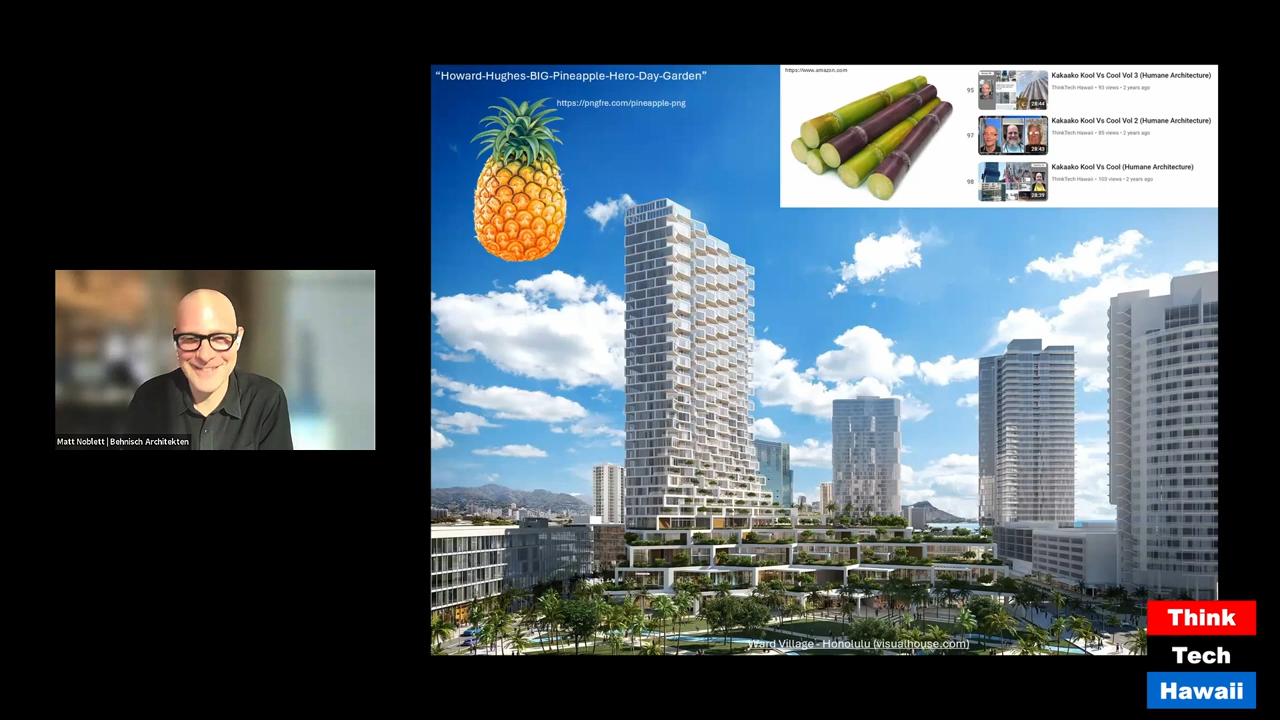 “Howard-Hughes-BIG-Pineapple-Hero-Day-Garden”
https://pngfre.com/pineapple-png
https://www.amazon.com
95
28:44
Kakaako Kool Vs Cool Vol 3 (Humane Architecture)
ThinkTech Hawaii • 93 views • 2 years ago
97
28:43
Kakaako Kool Vs Cool Vol 2 (Humane Architecture)
ThinkTech Hawaii • 85 views • 2 years ago
98
28:39
Kakaako Kool Vs Cool (Humane Architecture)
ThinkTech Hawaii • 103 views • 2 years ago
Matt Noblett | Behnisch Architekten
Ward Village - Honolulu (visualhouse.com)
Think
Tech
Hawaii